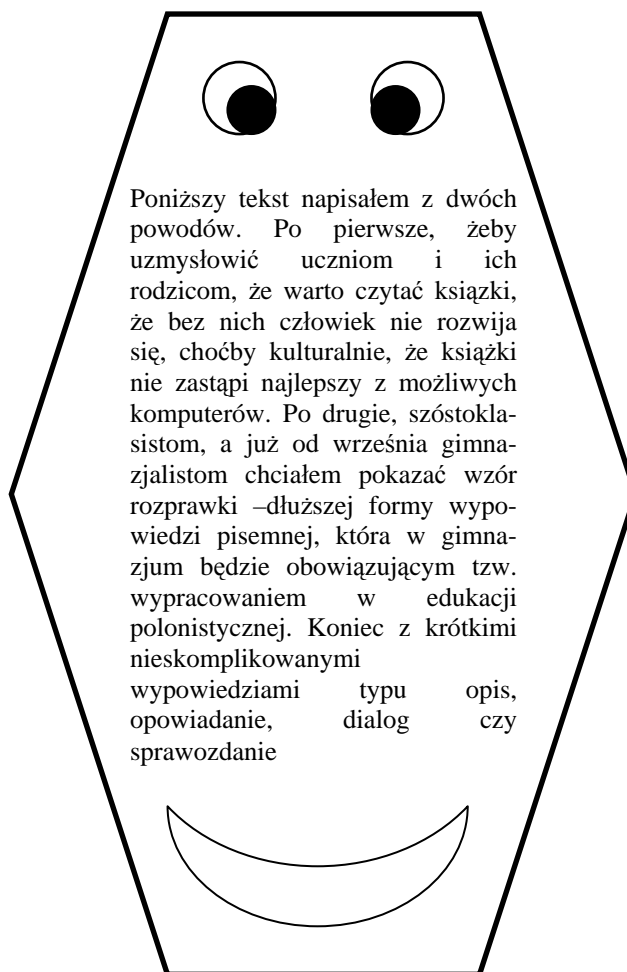 Poniższy tekst napisałem z dwóch
powodów. Po pierwsze, żeby
uzmysłowić uczniom i ich
rodzicom, że warto czytać ksiązki,
że bez nich człowiek nie rozwija
się, choćby kulturalnie, że książki
nie zastąpi najlepszy z możliwych
komputerów. Po drugie, szóstokla-
sistom, a już od września gimna-
zjalistom chciałem pokazać wzór
rozprawki –dłuższej formy wypo-
wiedzi pisemnej, która w gimna-
zjum będzie obowiązującym tzw.
wypracowaniem w edukacji
polonistycznej. Koniec z krótkimi
nieskomplikowanymi
wypowiedziami typu opis,
opowiadanie, dialog czy
sprawozdanie